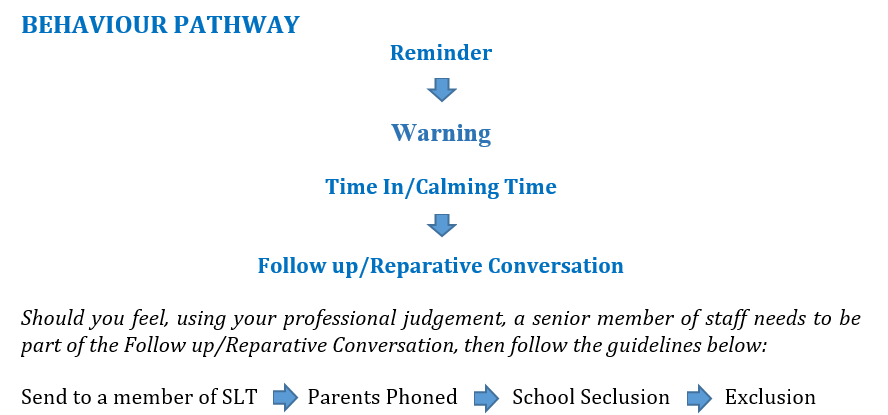 BEHAVIOUR PATHWAY
Reminder
Warning
Time In/Calming Time
Follow up/Reparative Conversation
Should you feel, using your professional judgement, a senior member of staff needs to be
part of the Follow up/Reparative Conversation, then follow the guidelines below:
Send to a member of SLT Parents Phoned School Seclusion Exclusion